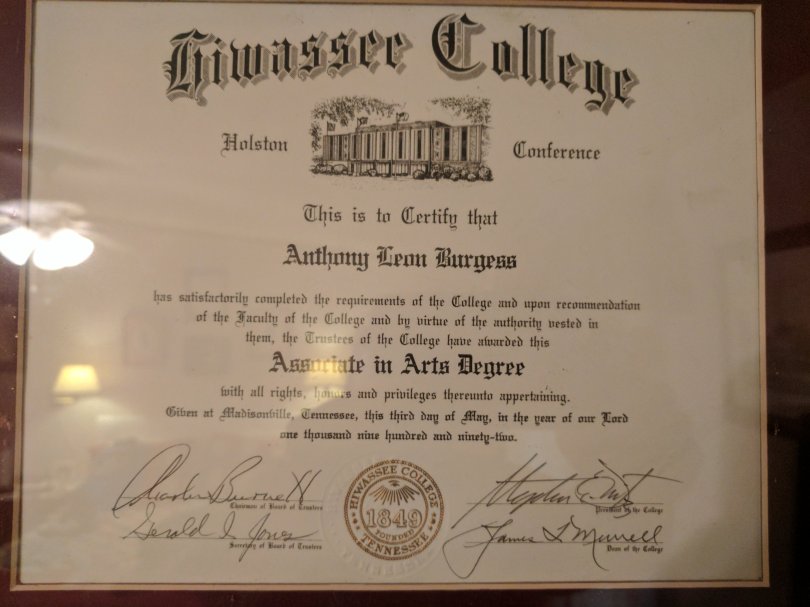 Hiwassee College
Holston Conference
This is to Certify that
Anthony Leon Burgess
has satisfactorily completed the requirements of the College and upon recommendation
of the Faculty of the College and by virtue of the authority vested in
them, the Trustees of the College have awarded this
Associate in Arts Degree
with all rights, honors and privileges thereunto appertaining.
Given at Madisonville, Tennessee, this third day of May, in the year of our Lord
one thousand nine hundred and ninety-two.
Chairman of Board of Trustees
Gerald I. Jones
Secretary of Board of Trustees
HIWASSEE COLLEGE
1849
FOUNDED
TENNESSEE
President of the College
James
Dean of the College